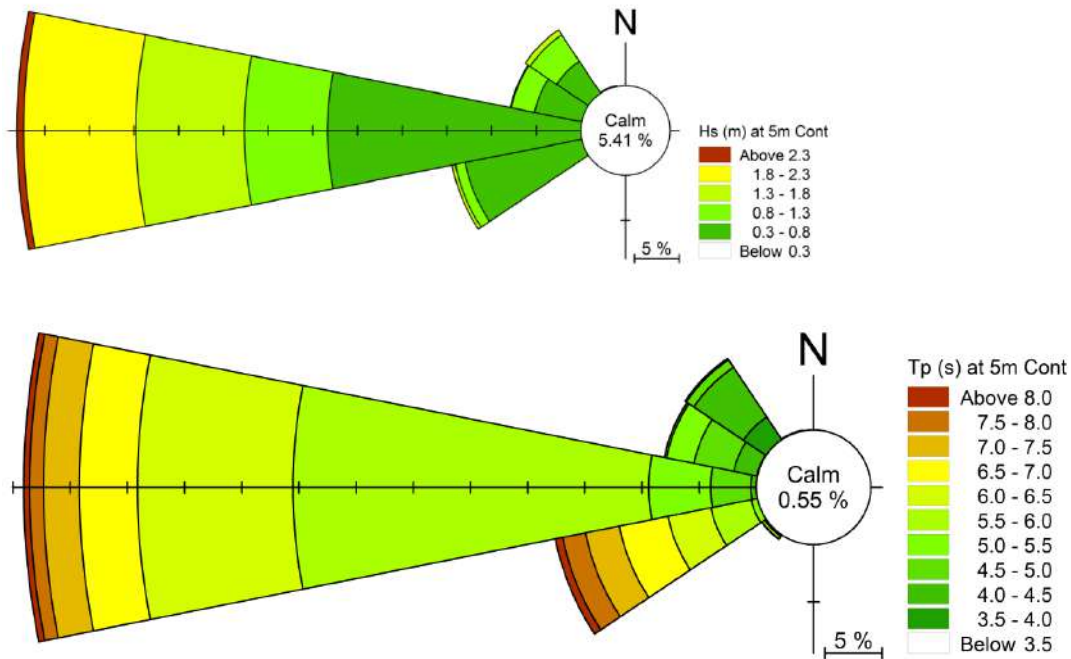 N
Calm
5.41 %
Hs (m) at 5m Cont
Above 2.3
1.8 - 2.3
1.3 - 1.8
0.8 - 1.3
0.3 - 0.8
Below 0.3
5 %
N
Calm
0.55 %
Tp (s) at 5m Cont
Above 8.0
7.5 - 8.0
7.0 - 7.5
6.5 - 7.0
6.0 - 6.5
5.5 - 6.0
5.0 - 5.5
4.5 - 5.0
4.0 - 4.5
3.5 - 4.0
Below 3.5
5 %